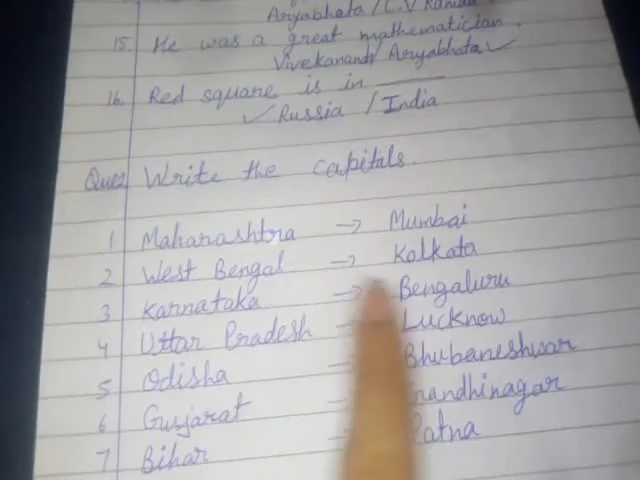 Aryabhata / C.V Raman
15. He was a great mathematician.
Vivekanand / Aryabhata ✓
16. Red square is in ______
✓ Russia / India
Ques Write the capitals.
1 Maharashtra → Mumbai
2 West Bengal → Kolkata
3 Karnataka → Bengaluru
4 Uttar Pradesh → Lucknow
5 Odisha Bhubaneshwar
6 Gujarat
7 Bihar Patna